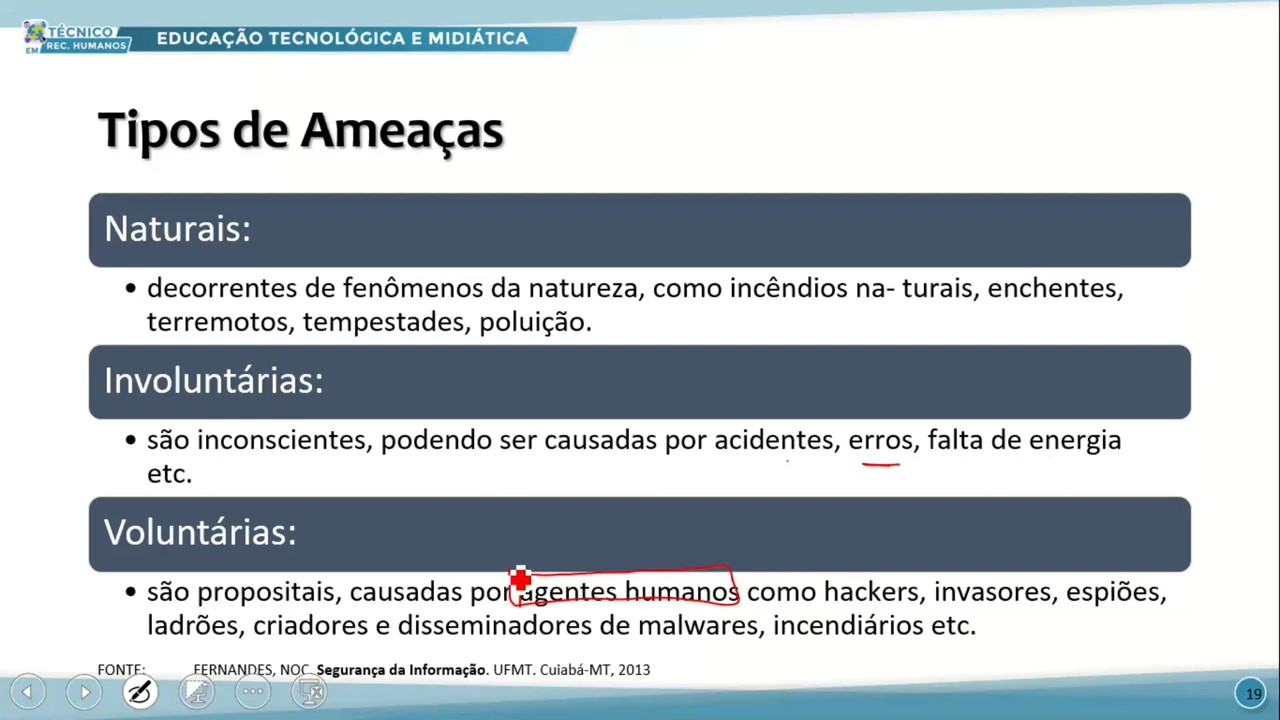 TÉCNICO
EM REC. HUMANOS
EDUCAÇÃO TECNOLÓGICA E MIDIÁTICA
Tipos de Ameaças
Naturais:
• decorrentes de fenômenos da natureza, como incêndios na- turais, enchentes,
terremotos, tempestades, poluição.
Involuntárias:
• são inconscientes, podendo ser causadas por acidentes, erros, falta de energia
etc.
Voluntárias:
• são propositais, causadas por agentes humanos como hackers, invasores, espiões,
ladrões, criadores e disseminadores de malwares, incendiários etc.
FONTE: FERNANDES, NOC. Segurança da Informação. UFMT. Cuiabá-MT, 2013
19